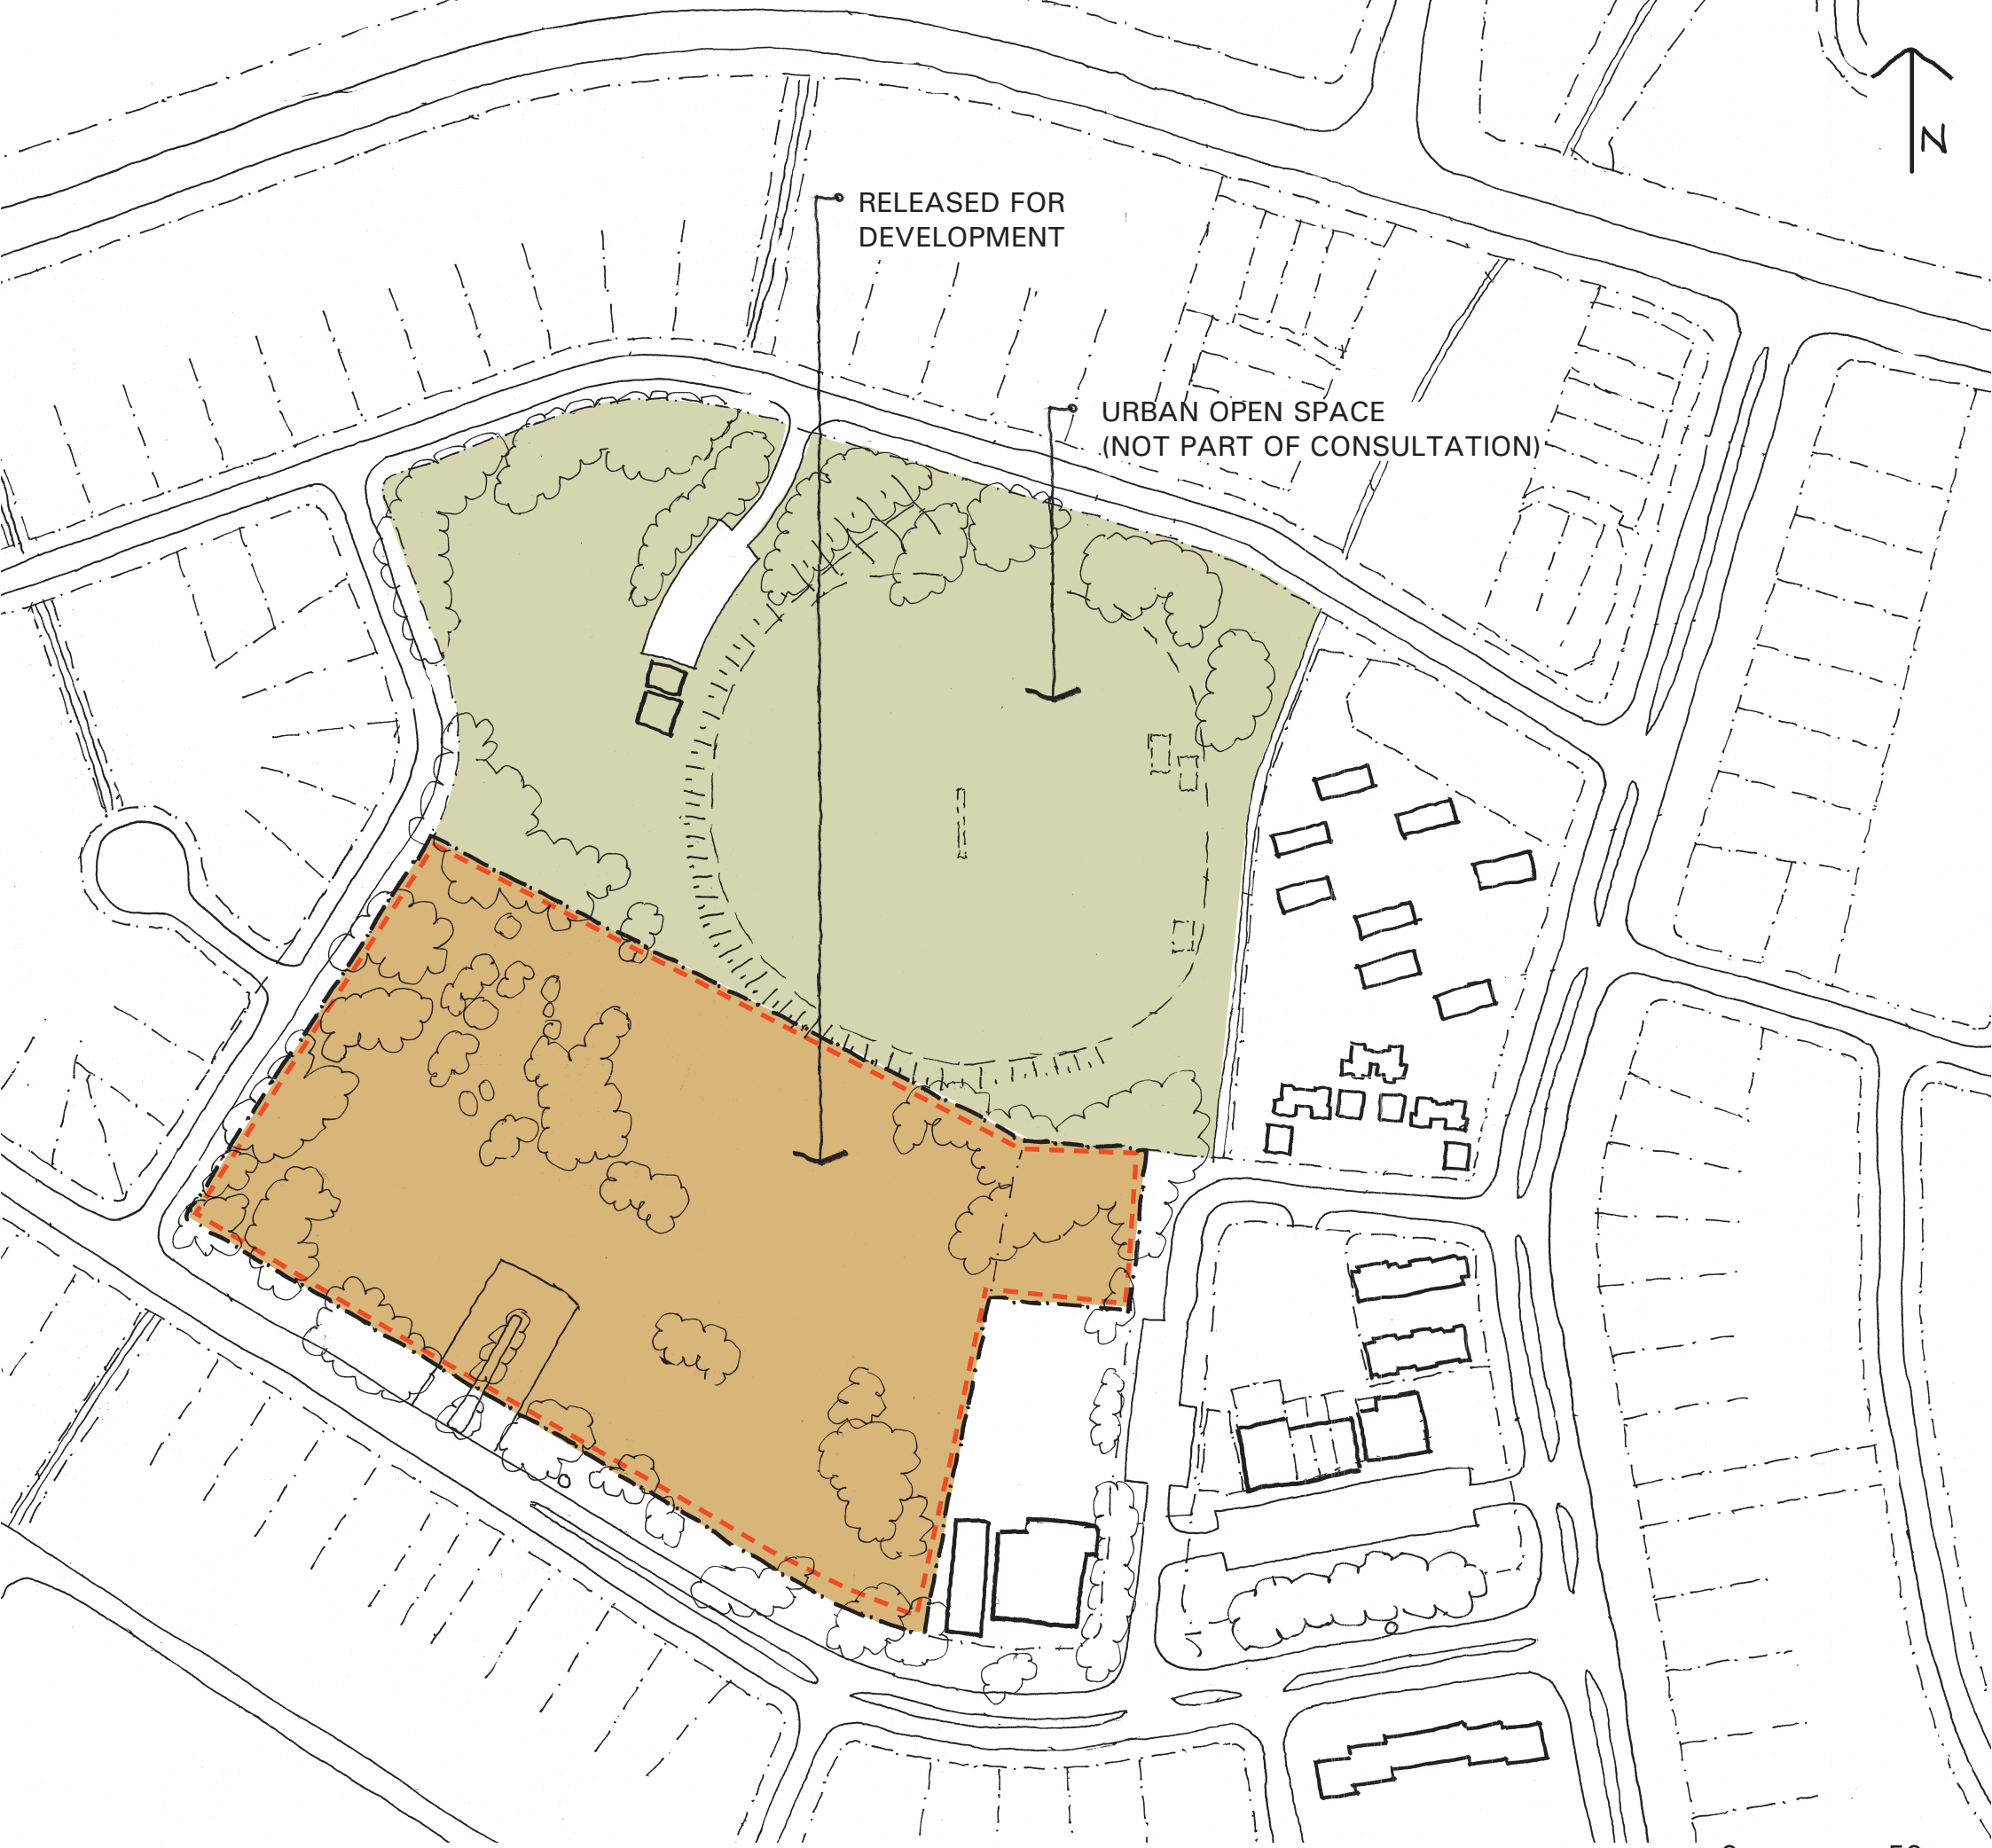 N
RELEASED FOR
DEVELOPMENT
URBAN OPEN SPACE
(NOT PART OF CONSULTATION)